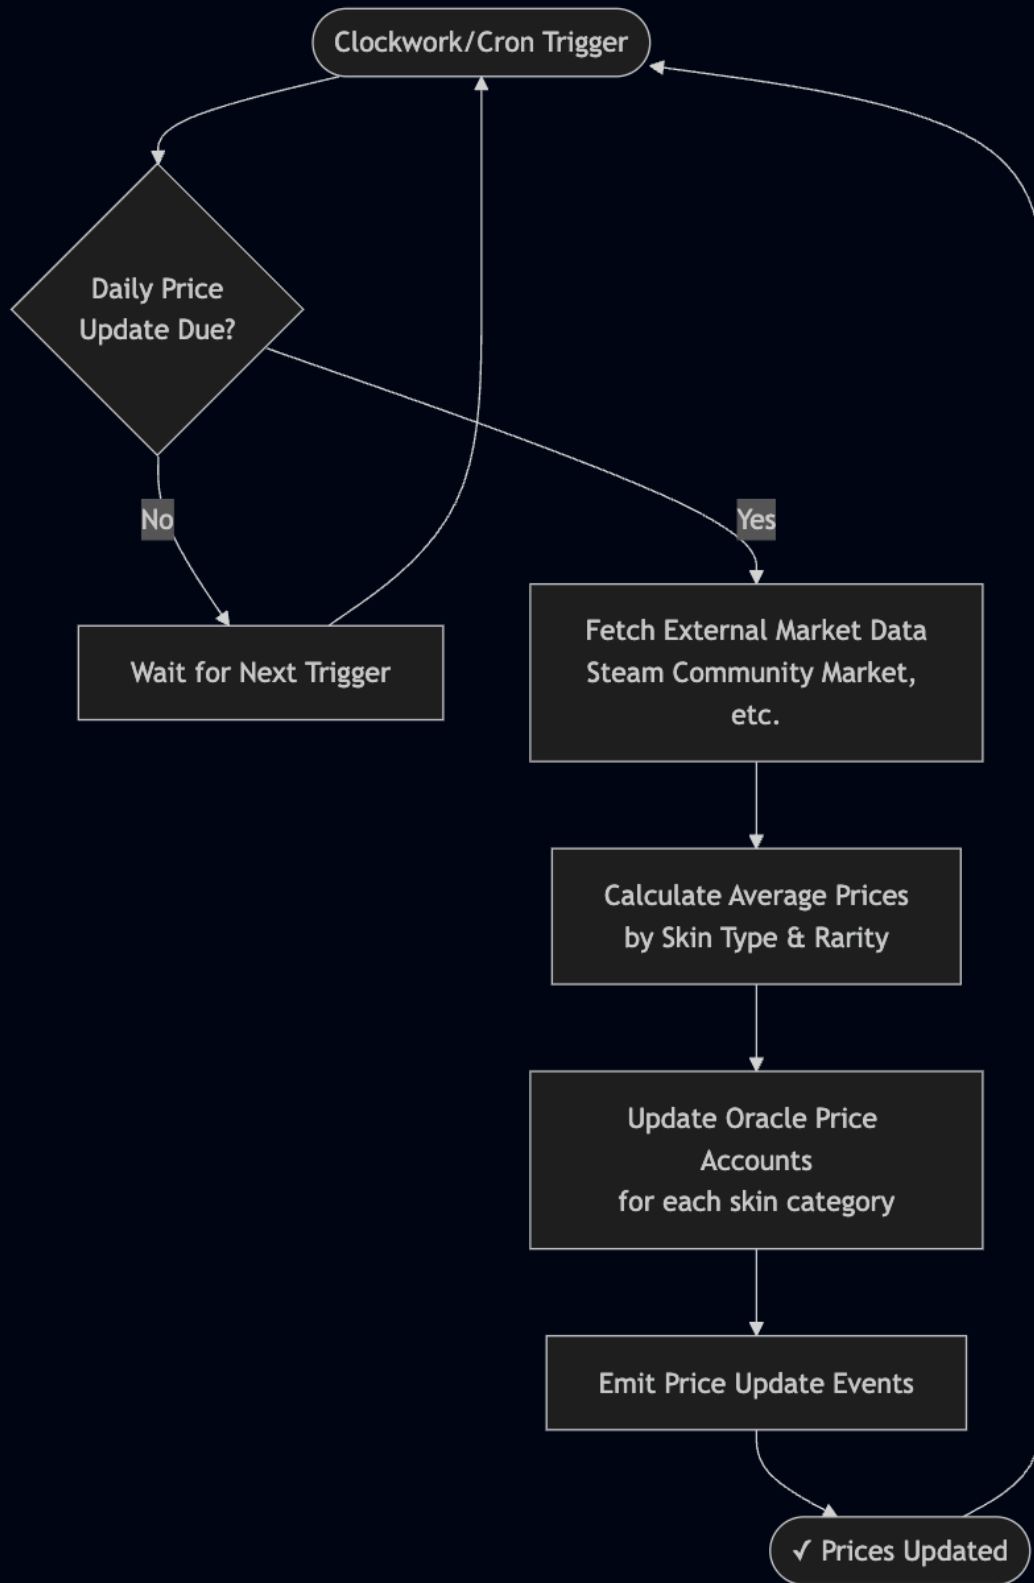 Clockwork/Cron Trigger
Daily Price
Update Due?
No
Yes
Wait for Next Trigger
Fetch External Market Data
Steam Community Market,
etc.
Calculate Average Prices
by Skin Type & Rarity
Update Oracle Price
Accounts
for each skin category
Emit Price Update Events
✓ Prices Updated